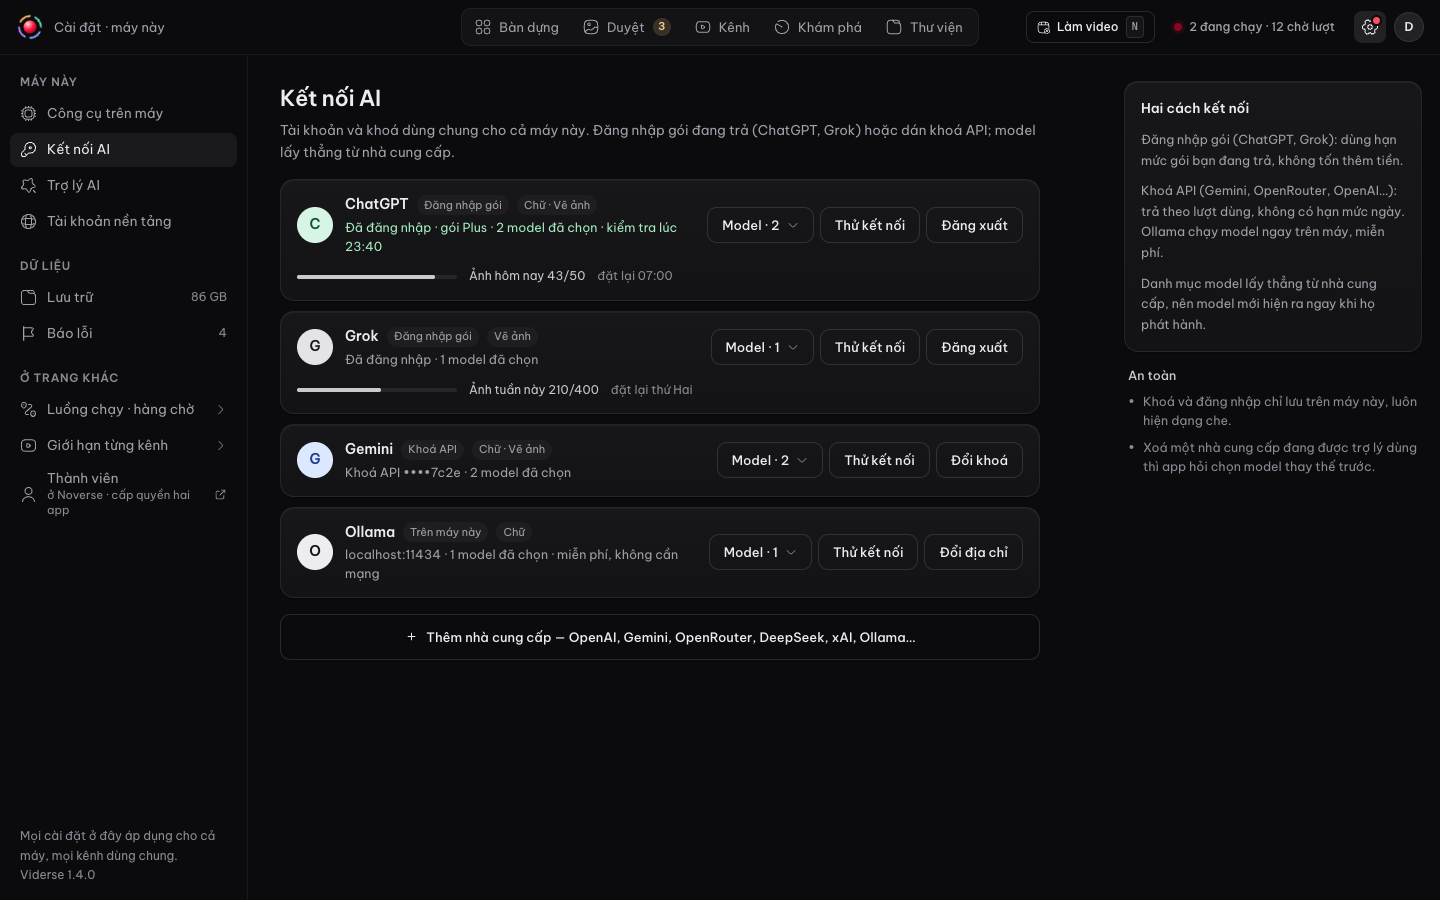 Cài đặt · máy này
Bàn dựng
Duyệt 3
Kênh
Khám phá
Thư viện
Làm video N
2 đang chạy · 12 chờ lượt
D
MÁY NÀY
Công cụ trên máy
Kết nối AI
Trợ lý AI
Tài khoản nền tảng
DỮ LIỆU
Lưu trữ 86 GB
Báo lỗi 4
Ở TRANG KHÁC
Luồng chạy · hàng chờ
Giới hạn từng kênh
Thành viên
ở Noverse · cấp quyền hai
app
Mọi cài đặt ở đây áp dụng cho cả
máy, mọi kênh dùng chung.
Viderse 1.4.0
Kết nối AI
Tài khoản và khoá dùng chung cho cả máy này. Đăng nhập gói đang trả (ChatGPT, Grok) hoặc dán khoá API; model
lấy thẳng từ nhà cung cấp.
C
ChatGPT Đăng nhập gói Chữ · Vẽ ảnh
Đã đăng nhập · gói Plus · 2 model đã chọn · kiểm tra lúc
23:40
Model · 2 Thử kết nối Đăng xuất
Ảnh hôm nay 43/50 đặt lại 07:00
G
Grok Đăng nhập gói Vẽ ảnh
Đã đăng nhập · 1 model đã chọn
Model · 1 Thử kết nối Đăng xuất
Ảnh tuần này 210/400 đặt lại thứ Hai
G
Gemini Khoá API Chữ · Vẽ ảnh
Khoá API ••••7c2e · 2 model đã chọn
Model · 2 Thử kết nối Đổi khoá
O
Ollama Trên máy này Chữ
localhost:11434 · 1 model đã chọn · miễn phí, không cần
mạng
Model · 1 Thử kết nối Đổi địa chỉ
+ Thêm nhà cung cấp — OpenAI, Gemini, OpenRouter, DeepSeek, xAI, Ollama…
Hai cách kết nối
Đăng nhập gói (ChatGPT, Grok): dùng hạn
mức gói bạn đang trả, không tốn thêm tiền.
Khoá API (Gemini, OpenRouter, OpenAI…):
trả theo lượt dùng, không có hạn mức ngày.
Ollama chạy model ngay trên máy, miễn
phí.
Danh mục model lấy thẳng từ nhà cung
cấp, nên model mới hiện ra ngay khi họ
phát hành.
An toàn
• Khoá và đăng nhập chỉ lưu trên máy này, luôn
hiện dạng che.
• Xoá một nhà cung cấp đang được trợ lý dùng
thì app hỏi chọn model thay thế trước.